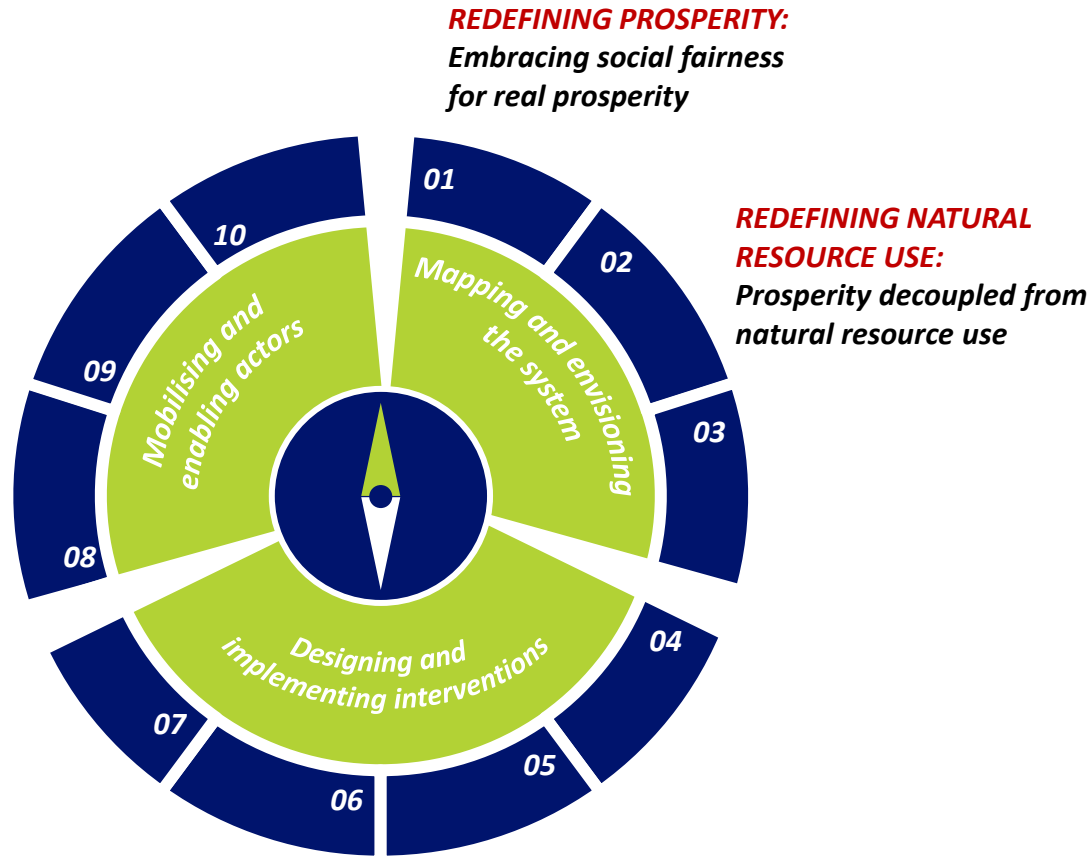 REDEFINING PROSPERITY:
Embracing social fairness
for real prosperity
REDEFINING NATURAL
RESOURCE USE:
Prosperity decoupled from
natural resource use
01
02
03
04
05
06
07
08
09
10
Mapping and envisioning
the system
Designing and
implementing interventions
Mobilising and
enabling actors